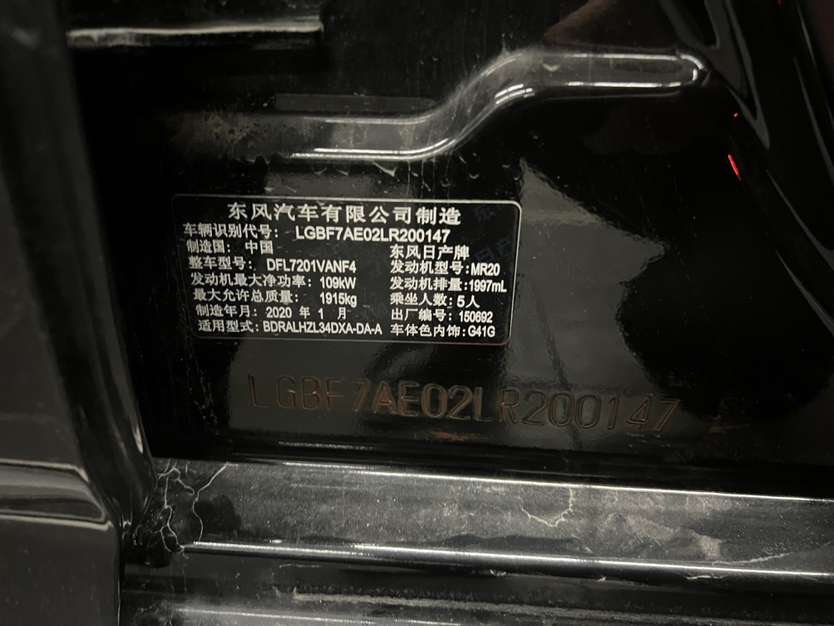 东风汽车有限公司制造
车辆识别代号： LGBF7AE02LR200147
制造国： 中国 东风日产牌
整车型号： DFL7201VANF4 发动机型号：MR20
发动机最大净功率： 109kW 发动机排量：1997mL
最大允许总质量： 1915kg 乘坐人数：5人
制造年月：2020 年 1 月 出厂编号：150692
适用型式：BDRALHZL34DXA-DA-A 车体色内饰：G41G
LGBF7AE02LR200147